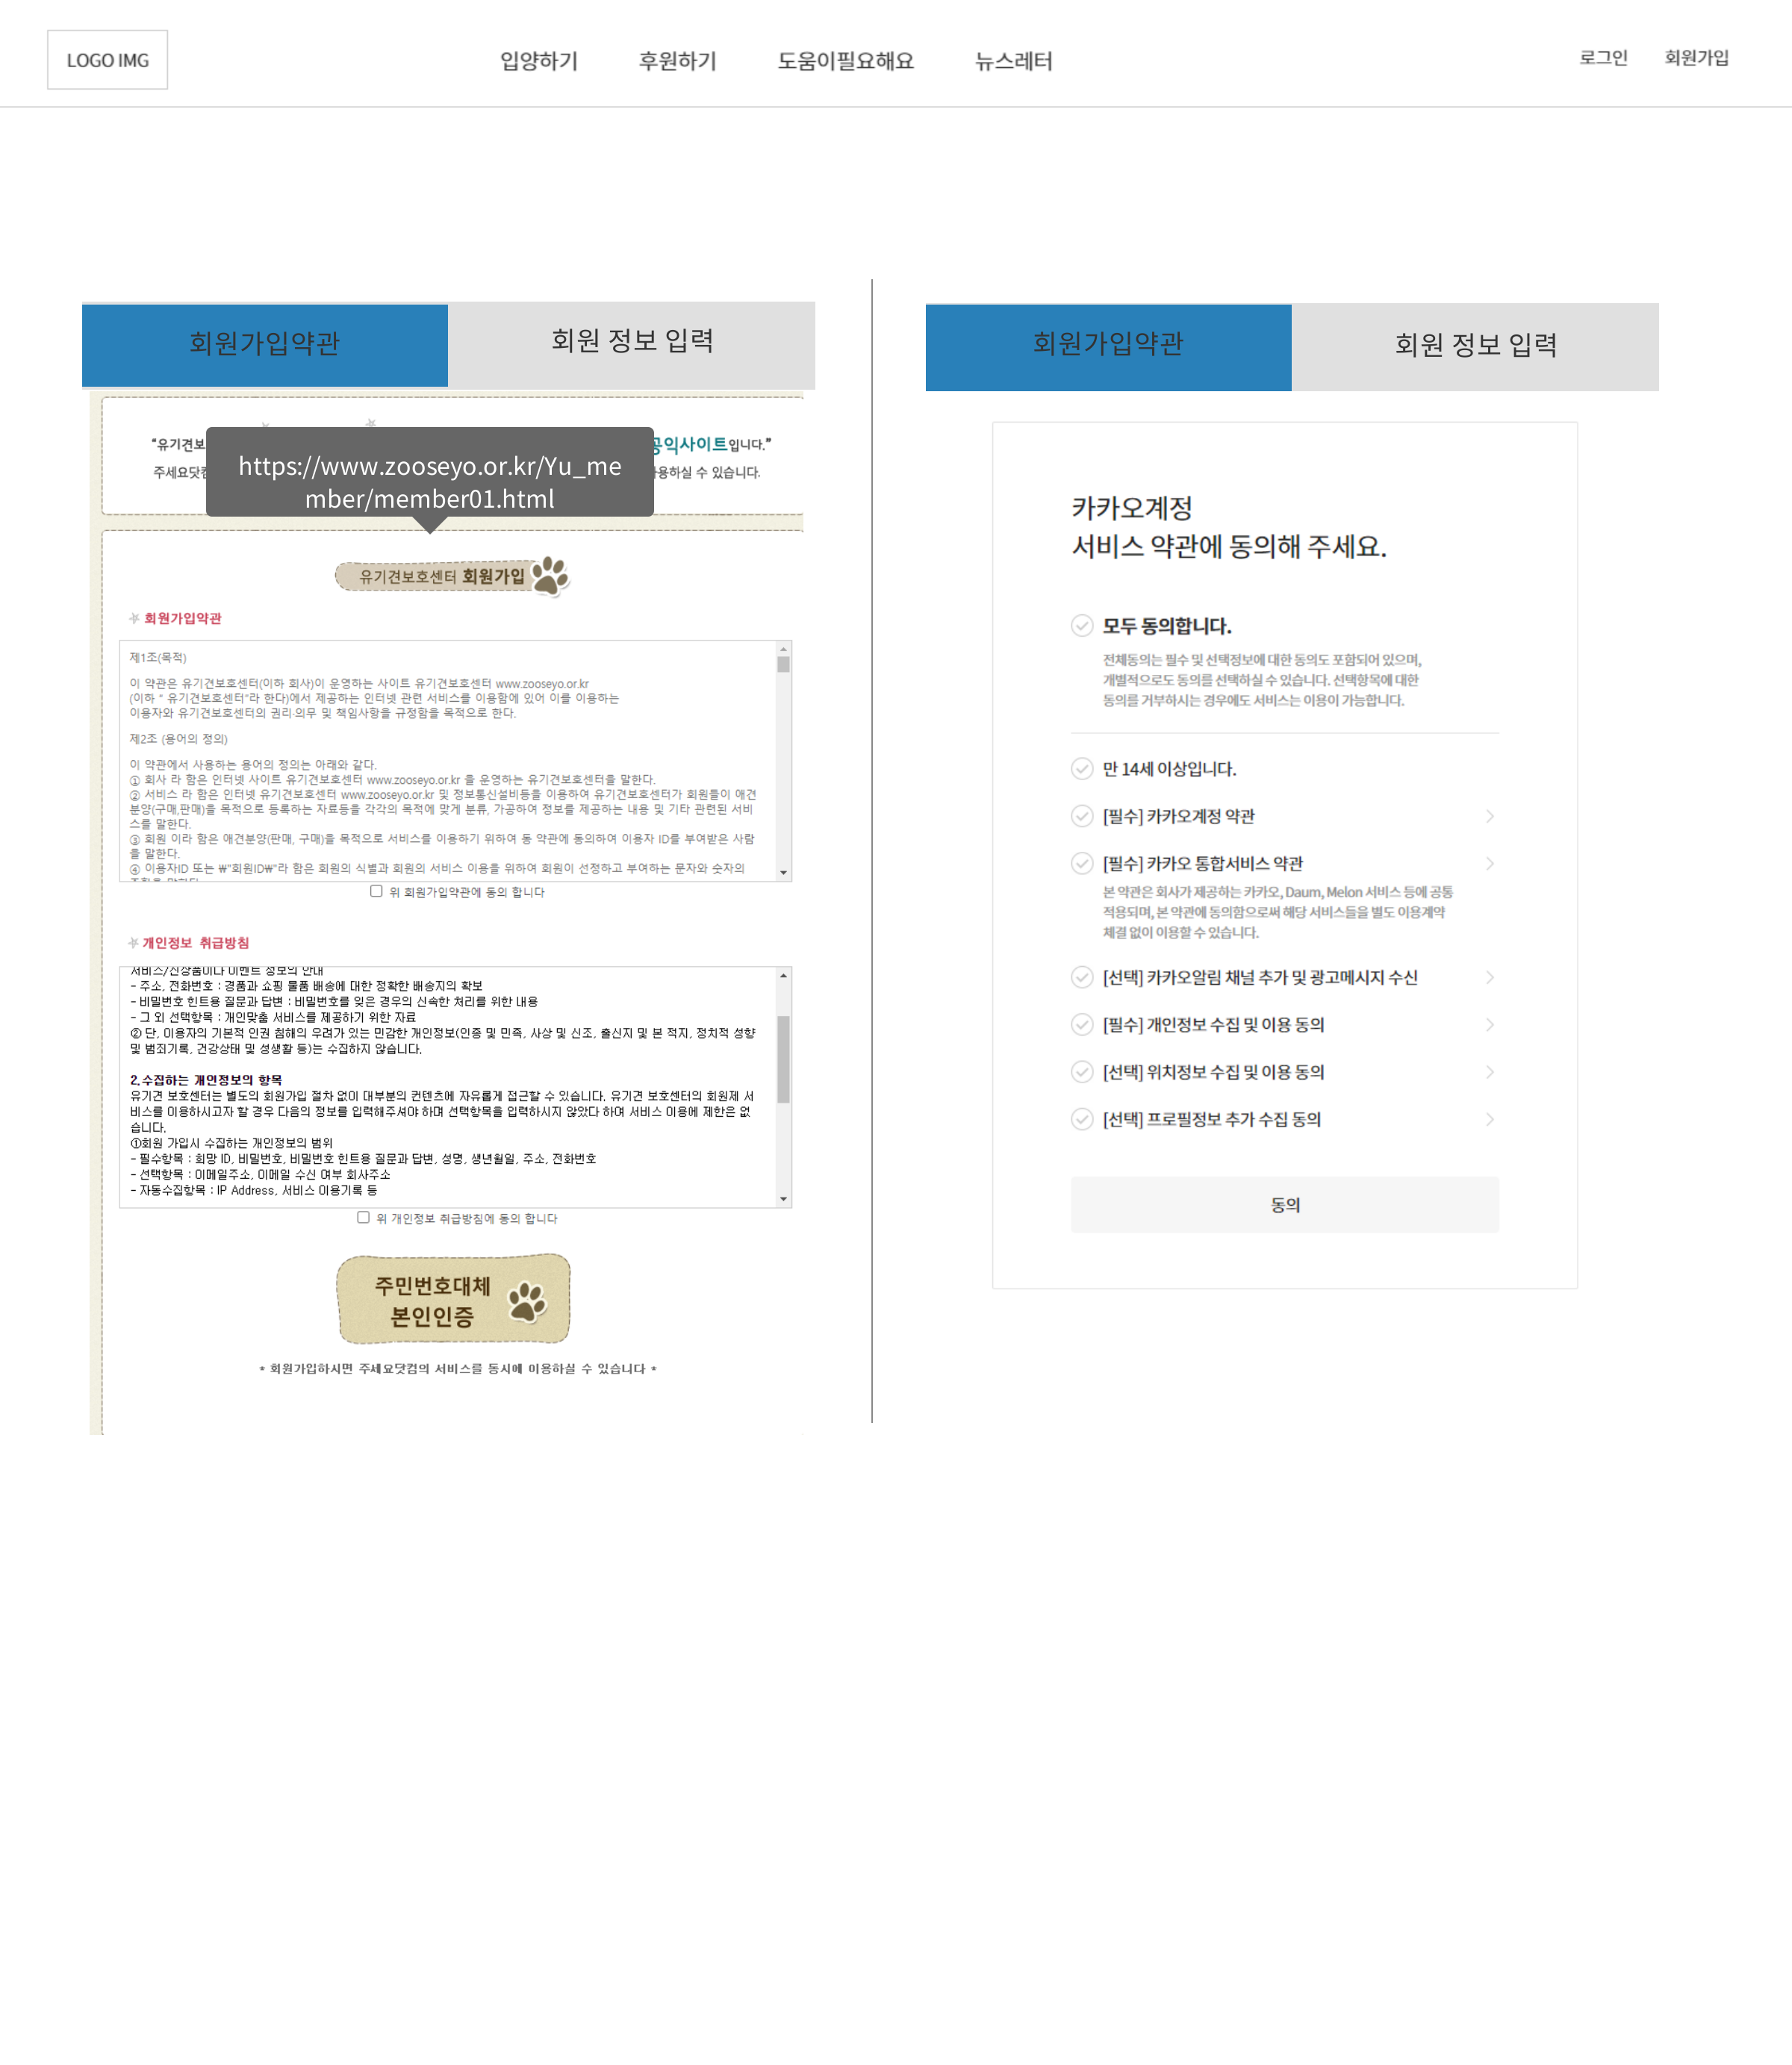 LOGO IMG
입양하기 후원하기 도움이필요해요 뉴스레터
로그인 회원가입
회원가입약관 회원 정보 입력
“유기견보 공익사이트입니다.”
https://www.zooseyo.or.kr/Yu_me
mber/member01.html
주세요닷컴 용하실 수 있습니다.
유기견보호센터 회원가입
회원가입약관
제1조(목적)
이 약관은 유기견보호센터(이하 회사)이 운영하는 사이트 유기견보호센터 www.zooseyo.or.kr
(이하 " 유기견보호센터"라 한다)에서 제공하는 인터넷 관련 서비스를 이용함에 있어 이를 이용하는
이용자와 유기견보호센터의 권리·의무 및 책임사항을 규정함을 목적으로 한다.
제2조 (용어의 정의)
이 약관에서 사용하는 용어의 정의는 아래와 같다.
① 회사 라 함은 인터넷 사이트 유기견보호센터 www.zooseyo.or.kr 을 운영하는 유기견보호센터를 말한다.
② 서비스 라 함은 인터넷 유기견보호센터 www.zooseyo.or.kr 및 정보통신설비등을 이용하여 유기견보호센터가 회원들이 애견
분양(구매,판매)을 목적으로 등록하는 자료등을 각각의 목적에 맞게 분류, 가공하여 정보를 제공하는 내용 및 기타 관련된 서비
스를 말한다.
③ 회원 이라 함은 애견분양(판매, 구매)을 목적으로 서비스를 이용하기 위하여 동 약관에 동의하여 이용자 ID를 부여받은 사람
을 말한다.
④ 이용자ID 또는 ₩"회원ID₩"라 함은 회원의 식별과 회원의 서비스 이용을 위하여 회원이 선정하고 부여하는 문자와 숫자의
위 회원가입약관에 동의 합니다
개인정보 취급방침
서비스/신상품이나 이벤트 정보의 안내
- 주소, 전화번호 : 경품과 쇼핑 물품 배송에 대한 정확한 배송지의 확보
- 비밀번호 힌트용 질문과 답변 : 비밀번호를 잊은 경우의 신속한 처리를 위한 내용
- 그 외 선택항목 : 개인맞춤 서비스를 제공하기 위한 자료
② 단, 이용자의 기본적 인권 침해의 우려가 있는 민감한 개인정보(인종 및 민족, 사상 및 신조, 출신지 및 본 적지, 정치적 성향
및 범죄기록, 건강상태 및 성생활 등)는 수집하지 않습니다.
2.수집하는 개인정보의 항목
유기견 보호센터는 별도의 회원가입 절차 없이 대부분의 컨텐츠에 자유롭게 접근할 수 있습니다. 유기견 보호센터의 회원제 서
비스를 이용하시고자 할 경우 다음의 정보를 입력해주셔야 하며 선택항목을 입력하시지 않았다 하여 서비스 이용에 제한은 없
습니다.
①회원 가입시 수집하는 개인정보의 범위
- 필수항목 : 희망 ID, 비밀번호, 비밀번호 힌트용 질문과 답변, 성명, 생년월일, 주소, 전화번호
- 선택항목 : 이메일주소, 이메일 수신 여부 회사주소
- 자동수집항목 : IP Address, 서비스 이용기록 등
위 개인정보 취급방침에 동의 합니다
주민번호대체
본인인증
* 회원가입하시면 주세요닷컴의 서비스를 동시에 이용하실 수 있습니다 *
회원가입약관 회원 정보 입력
카카오계정
서비스 약관에 동의해 주세요.
모두 동의합니다.
전체동의는 필수 및 선택정보에 대한 동의도 포함되어 있으며,
개별적으로도 동의를 선택하실 수 있습니다. 선택항목에 대한
동의를 거부하시는 경우에도 서비스는 이용이 가능합니다.
만 14세 이상입니다.
[필수] 카카오계정 약관
[필수] 카카오 통합서비스 약관
본 약관은 회사가 제공하는 카카오, Daum, Melon 서비스 등에 공통
적용되며, 본 약관에 동의함으로써 해당 서비스들을 별도 이용계약
체결 없이 이용할 수 있습니다.
[선택] 카카오알림 채널 추가 및 광고메시지 수신
[필수] 개인정보 수집 및 이용 동의
[선택] 위치정보 수집 및 이용 동의
[선택] 프로필정보 추가 수집 동의
동의